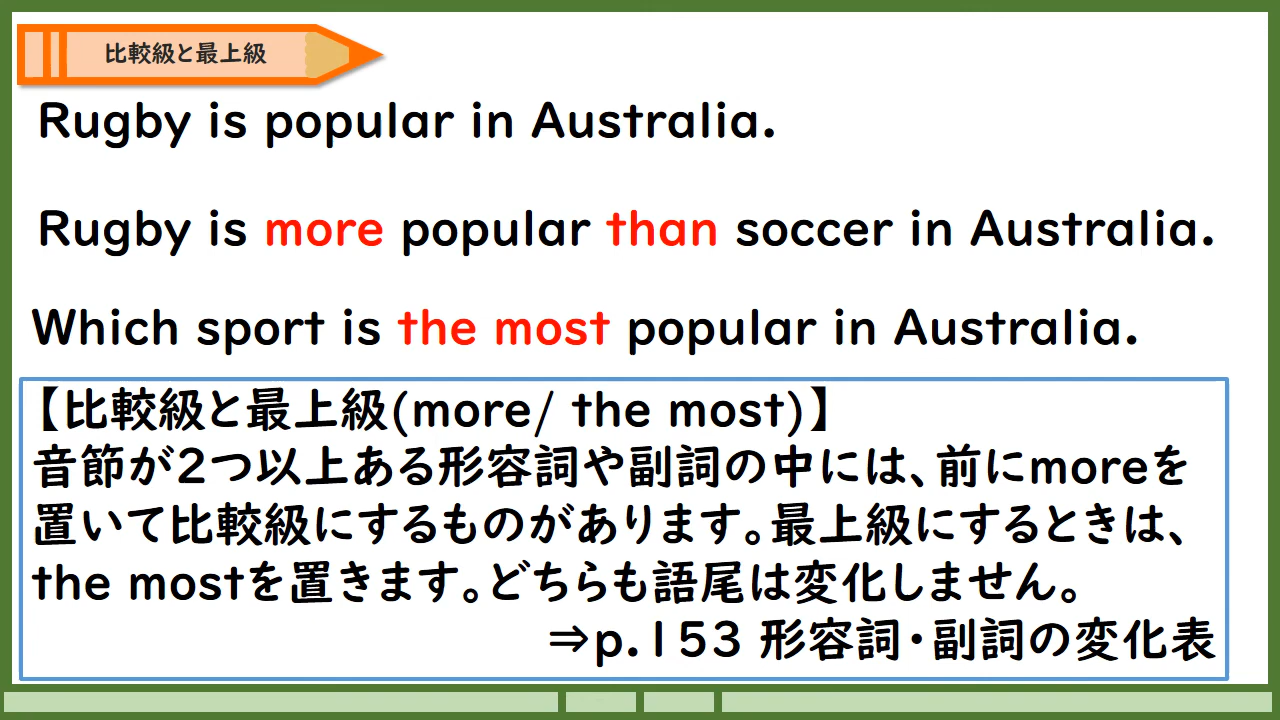 比較級と最上級
Rugby is popular in Australia.
Rugby is more popular than soccer in Australia.
Which sport is the most popular in Australia.
【比較級と最上級(more/ the most)】
音節が2つ以上ある形容詞や副詞の中には、前にmoreを
置いて比較級にするものがあります。最上級にするときは、
the mostを置きます。どちらも語尾は変化しません。
⇒p.153 形容詞・副詞の変化表